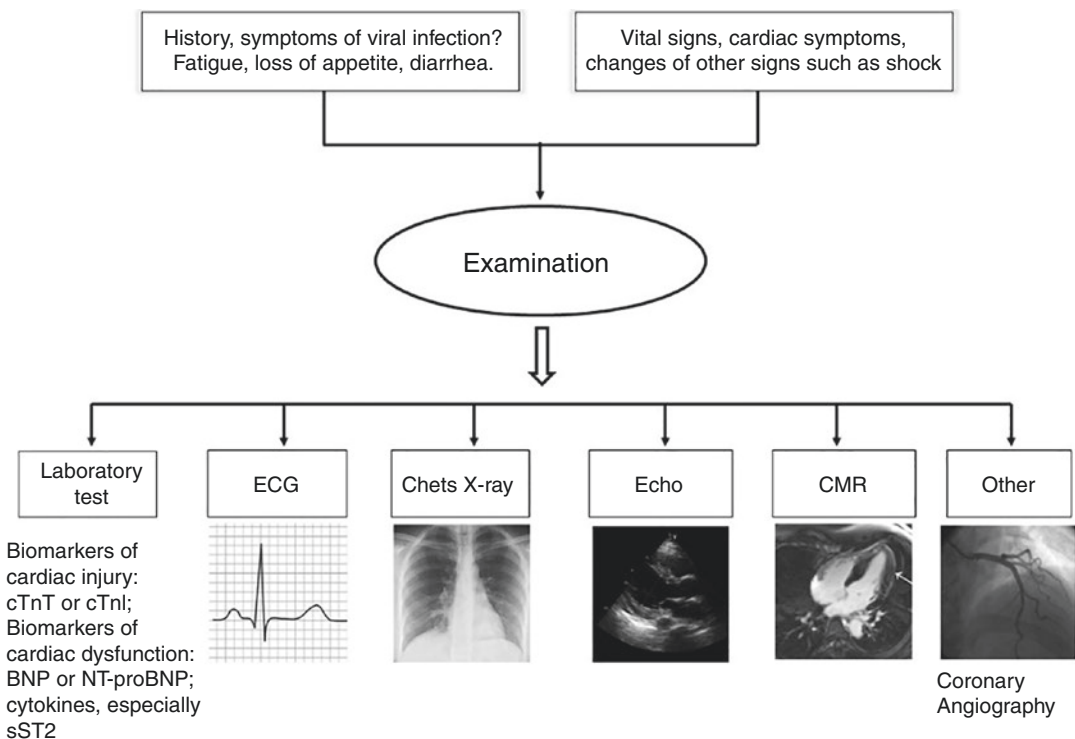 History, symptoms of viral infection?
Fatigue, loss of appetite, diarrhea.
Vital signs, cardiac symptoms,
changes of other signs such as shock
Examination
Laboratory
test
ECG
Chets X-ray
Echo
CMR
Other
Biomarkers of
cardiac injury:
cTnT or cTnl;
Biomarkers of
cardiac dysfunction:
BNP or NT-proBNP;
cytokines, especially
sST2
Coronary
Angiography